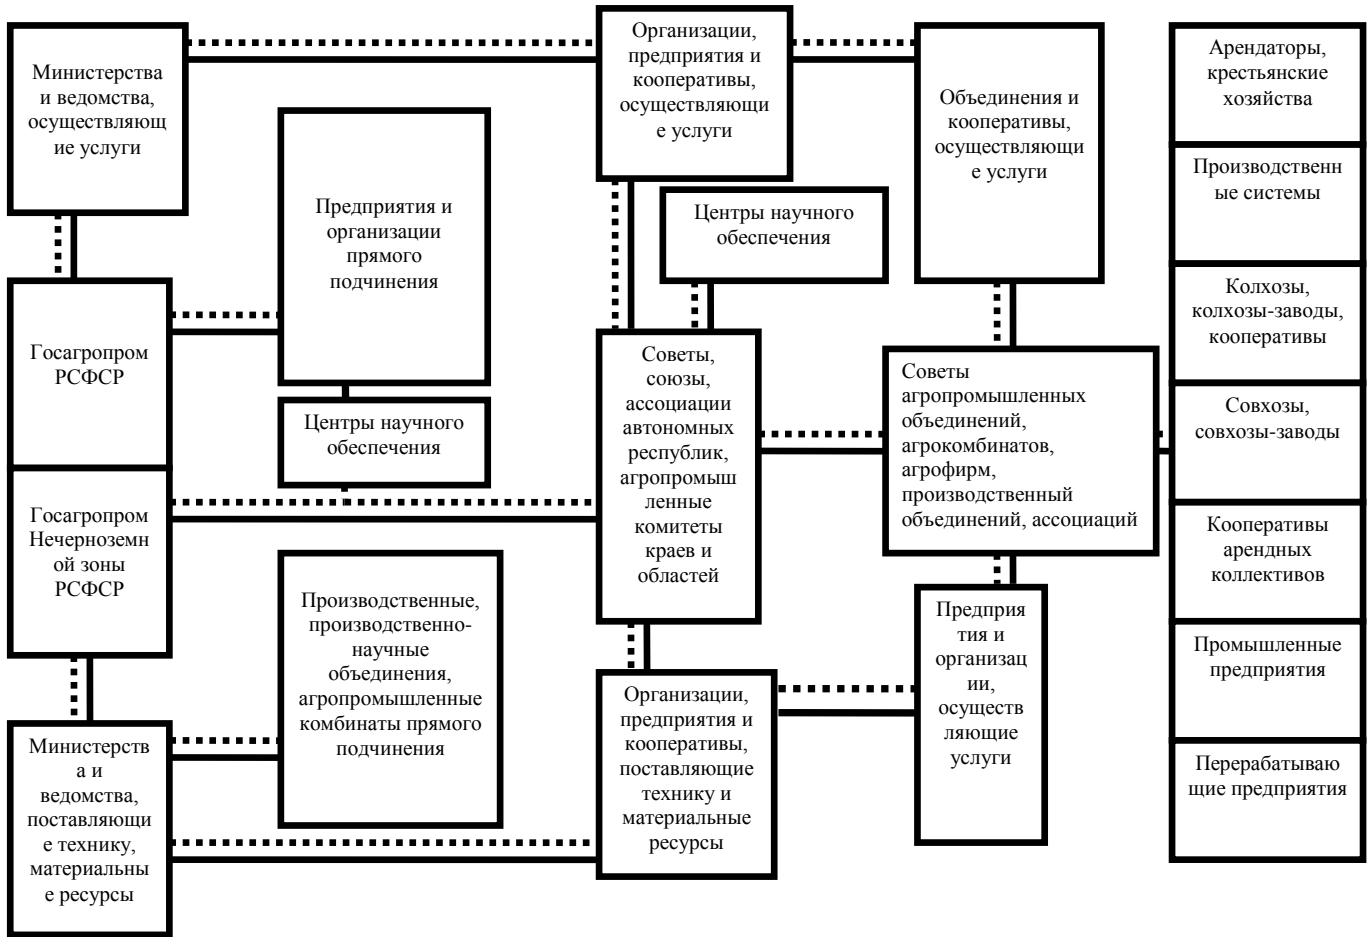 Министерства
и ведомства,
осуществляющ
ие услуги
Госагропром
РСФСР
Госагропром
Нечерноземн
ой зоны
РСФСР
Министерств
а и
ведомства,
поставляющи
е технику,
материальны
е ресурсы
Предприятия и
организации
прямого
подчинения
Центры научного
обеспечения
Производственные,
производственно-
научные
объединения,
агропромышленные
комбинаты прямого
подчинения
Организации,
предприятия и
кооперативы,
осуществляющи
е услуги
Центры научного
обеспечения
Советы,
союзы,
ассоциации
автономных
республик,
агропромыш
ленные
комитеты
краев и
областей
Организации,
предприятия и
кооперативы,
поставляющие
технику и
материальные
ресурсы
Объединения и
кооперативы,
осуществляющи
е услуги
Советы
агропромышленных
объединений,
агрокомбинатов,
агрофирм,
производственный
объединений, ассоциаций
Предприя
тия и
организац
ии,
осуществ
ляющие
услуги
Арендаторы,
крестьянские
хозяйства
Производственн
ые системы
Колхозы,
колхозы-заводы,
кооперативы
Совхозы,
совхозы-заводы
Кооперативы
арендных
коллективов
Промышленные
предприятия
Перерабатываю
щие предприятия